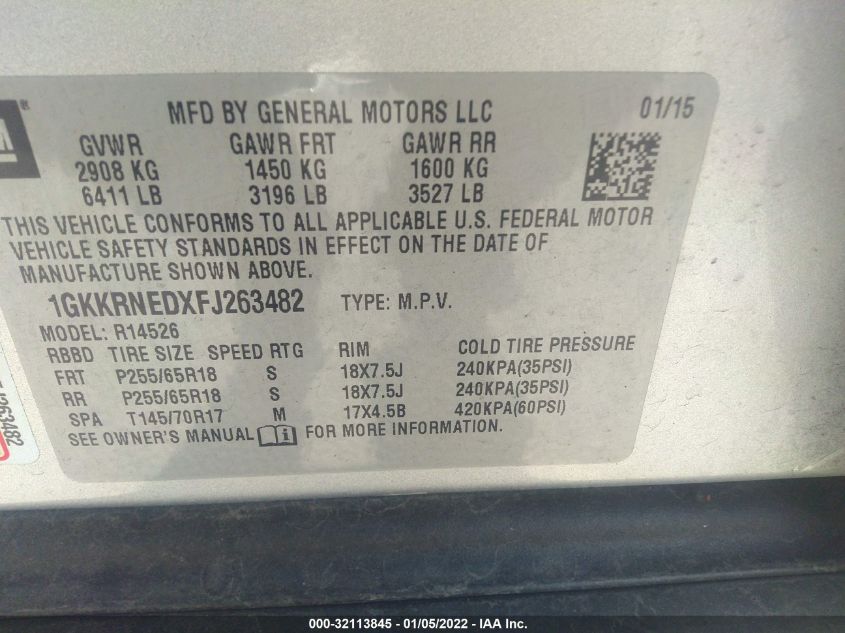 MFD BY GENERAL MOTORS LLC 01/15
GVWR GAWR FRT GAWR RR
2908 KG 1450 KG 1600 KG
6411 LB 3196 LB 3527 LB
THIS VEHICLE CONFORMS TO ALL APPLICABLE U.S. FEDERAL MOTOR
VEHICLE SAFETY STANDARDS IN EFFECT ON THE DATE OF
MANUFACTURE SHOWN ABOVE.
1GKKRNEDXFJ263482 TYPE: M.P.V.
MODEL: R14526
RBBD TIRE SIZE SPEED RTG RIM COLD TIRE PRESSURE
FRT P255/65R18 S 18X7.5J 240KPA(35PSI)
RR P255/65R18 S 18X7.5J 240KPA(35PSI)
SPA T145/70R17 M 17X4.5B 420KPA(60PSI)
SEE OWNER'S MANUAL FOR MORE INFORMATION.
000-32113845 - 01/05/2022 - IAA Inc.